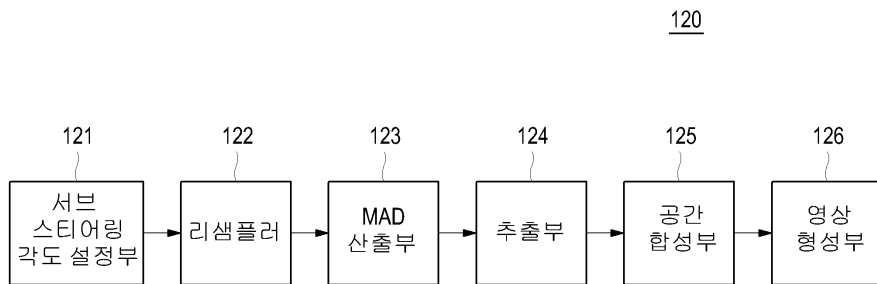 120
121
122
123
124
125
126
서브
스티어링
각도 설정부
리샘플러
MAD
산출부
추출부
공간
합성부
영상
형성부